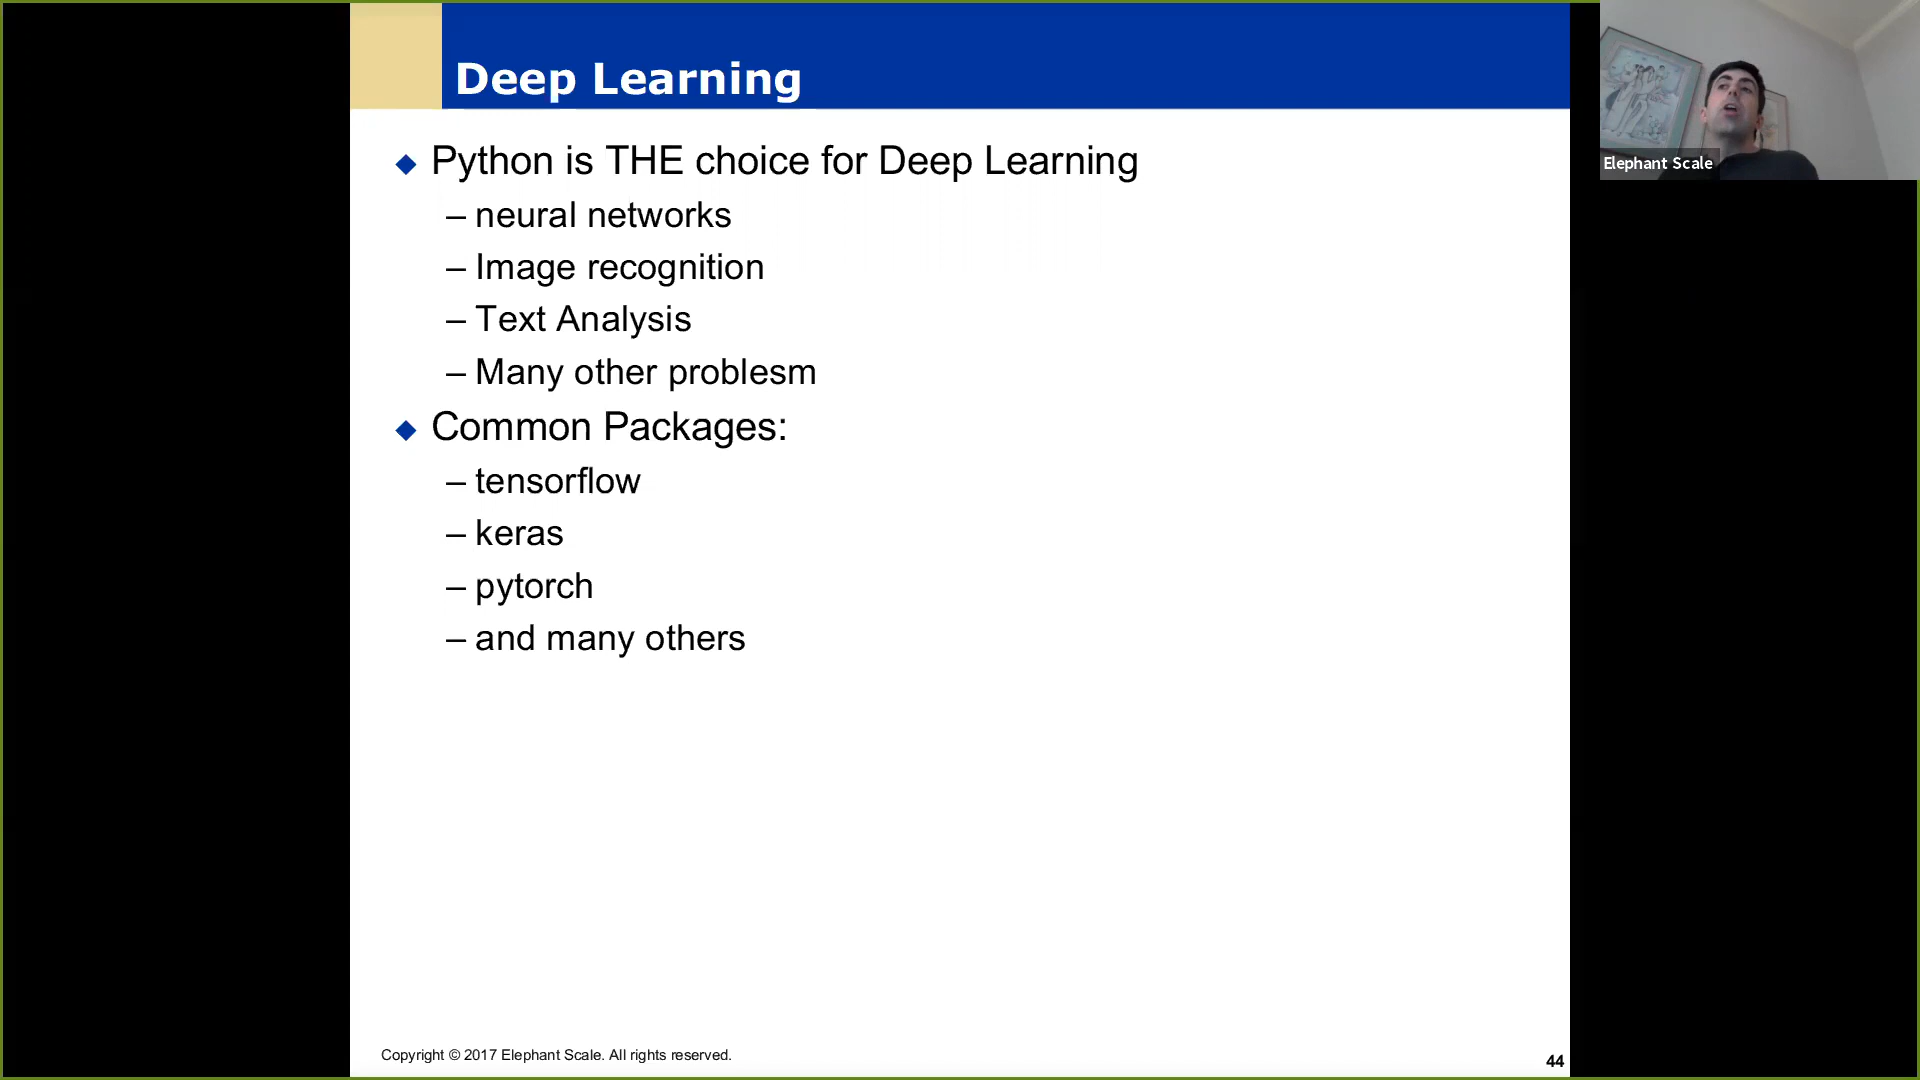 Deep Learning
Python is THE choice for Deep Learning
– neural networks
– Image recognition
– Text Analysis
– Many other problesm
Common Packages:
– tensorflow
– keras
– pytorch
– and many others
Copyright © 2017 Elephant Scale. All rights reserved.
44
Elephant Scale